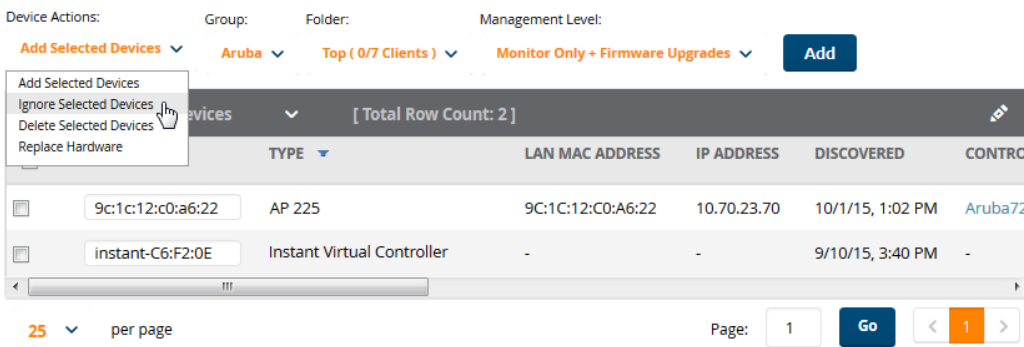 Device Actions: Group: Folder: Management Level:
Add Selected Devices Aruba Top ( 0/7 Clients ) Monitor Only + Firmware Upgrades Add
Add Selected Devices
Ignore Selected Devices
Delete Selected Devices
Replace Hardware
evices [ Total Row Count: 2 ]
TYPE LAN MAC ADDRESS IP ADDRESS DISCOVERED CONTRO
9c:1c:12:c0:a6:22 AP 225 9C:1C:12:C0:A6:22 10.70.23.70 10/1/15, 1:02 PM Aruba72
instant-C6:F2:0E Instant Virtual Controller - - 9/10/15, 3:40 PM -
25 per page Page: 1 Go < 1 >